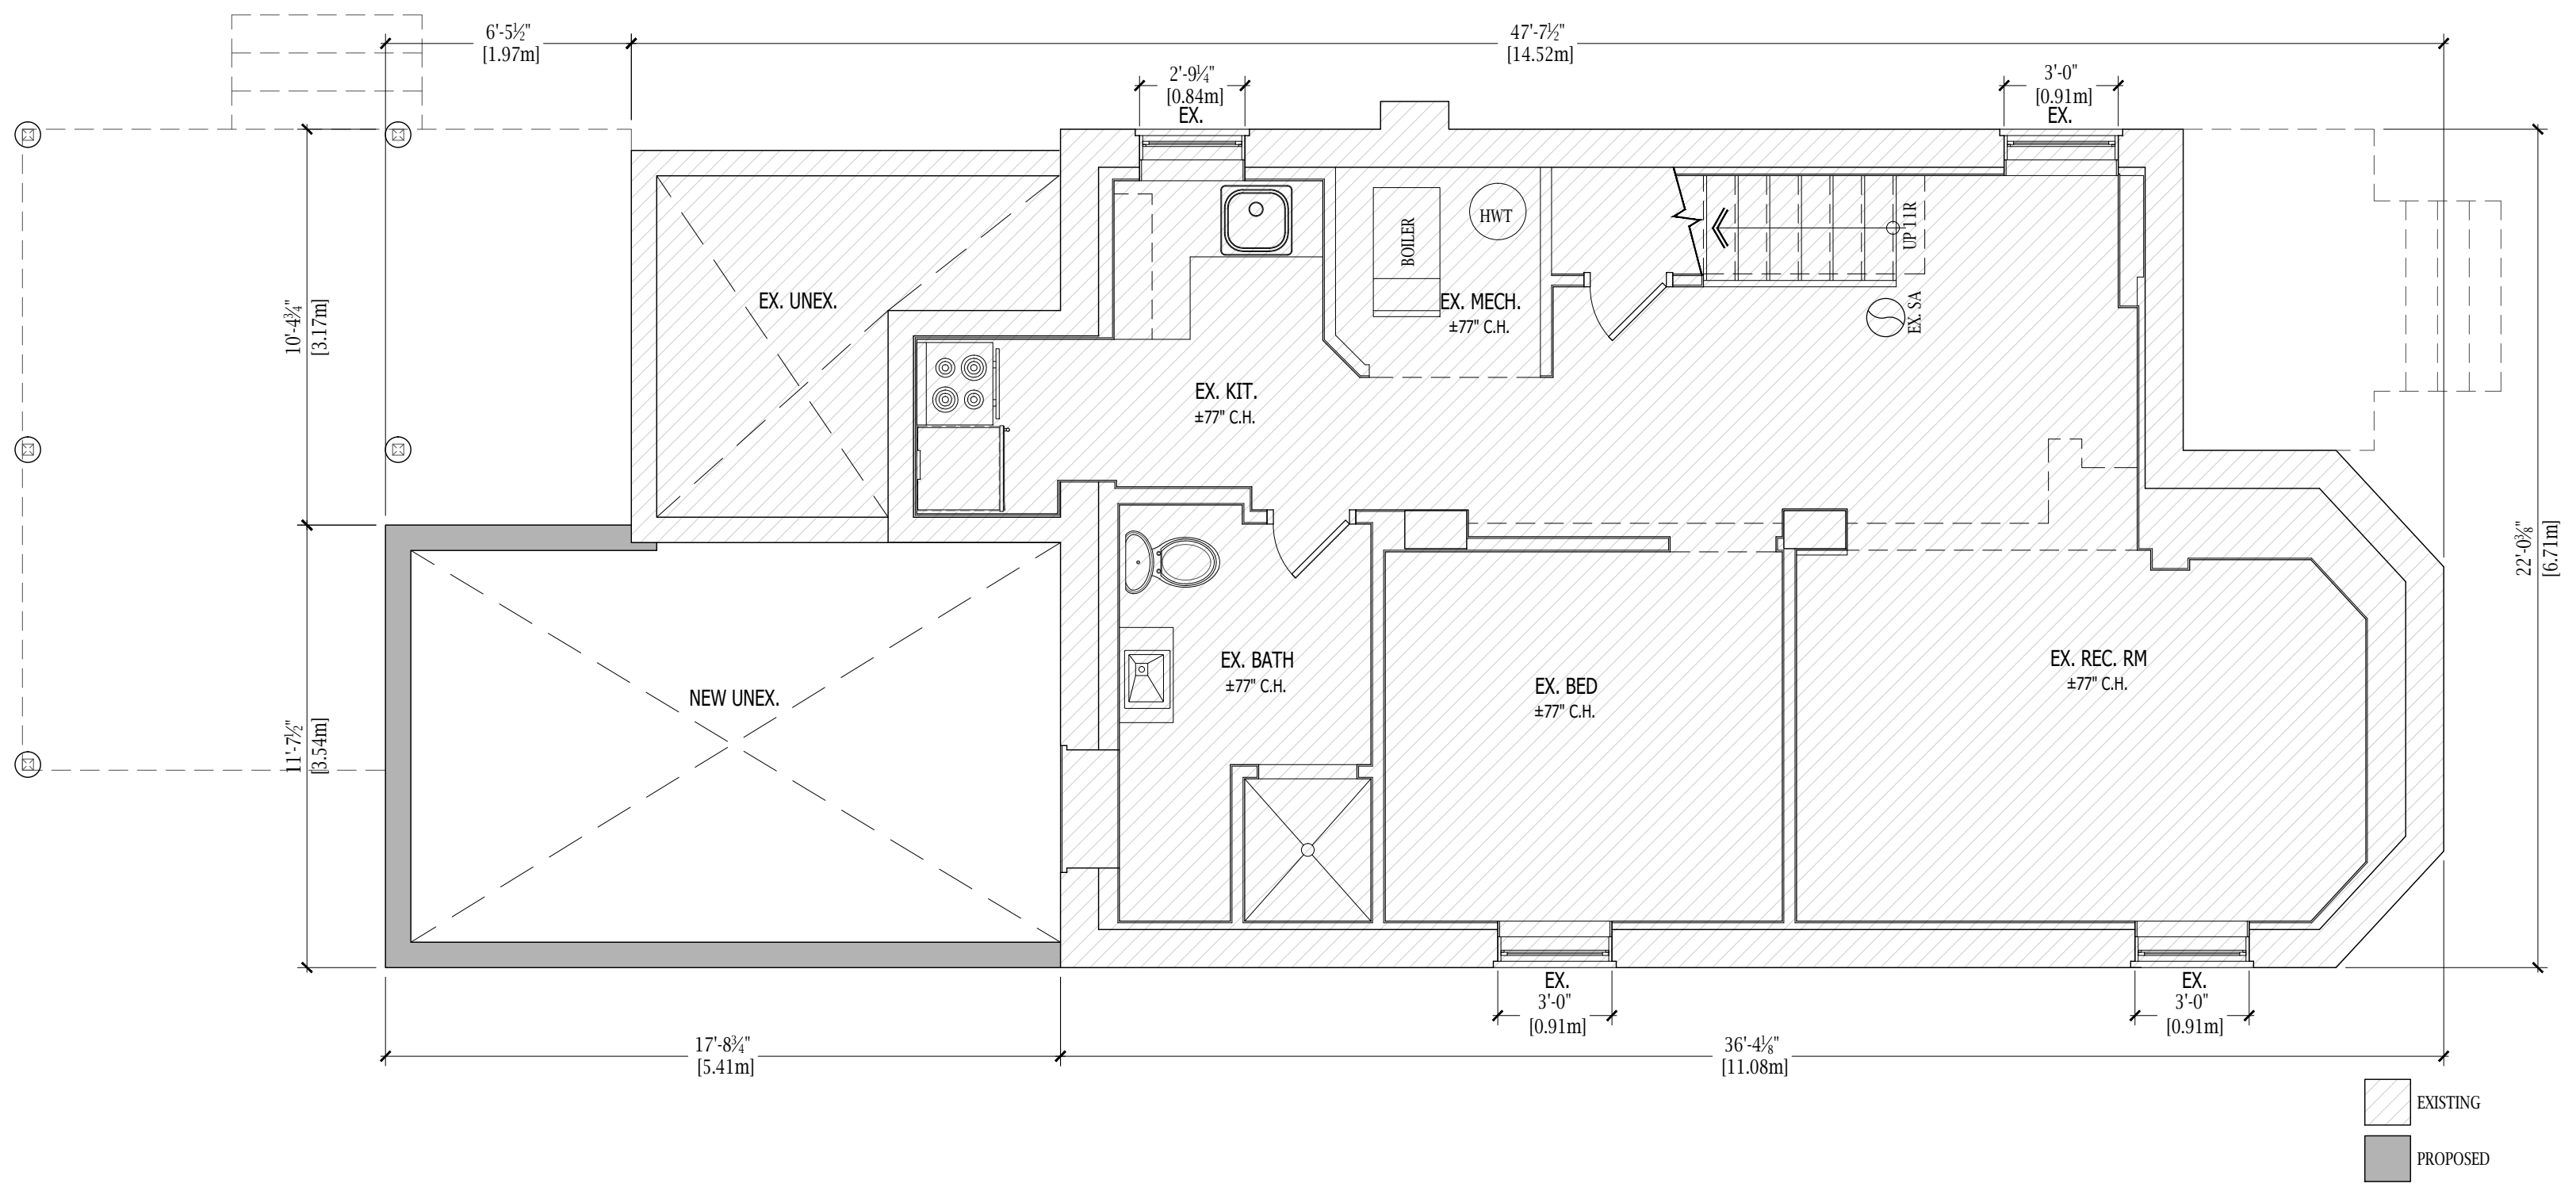 6'-5½"
[1.97m]
47'-7½"
[14.52m]
2'-9¼"
[0.84m]
EX.
3'-0"
[0.91m]
EX.
10'-4¾"
[3.17m]
EX. UNEX.
BOILER
HWT
EX. MECH.
±77" C.H.
UP 11R
EX. SA
EX. KIT.
±77" C.H.
22'-0⅜"
[6.71m]
11'-7½"
[3.54m]
NEW UNEX.
EX. BATH
±77" C.H.
EX. BED
±77" C.H.
EX. REC. RM
±77" C.H.
EX.
3'-0"
[0.91m]
EX.
3'-0"
[0.91m]
17'-8¾"
[5.41m]
36'-4⅛"
[11.08m]
EXISTING
PROPOSED